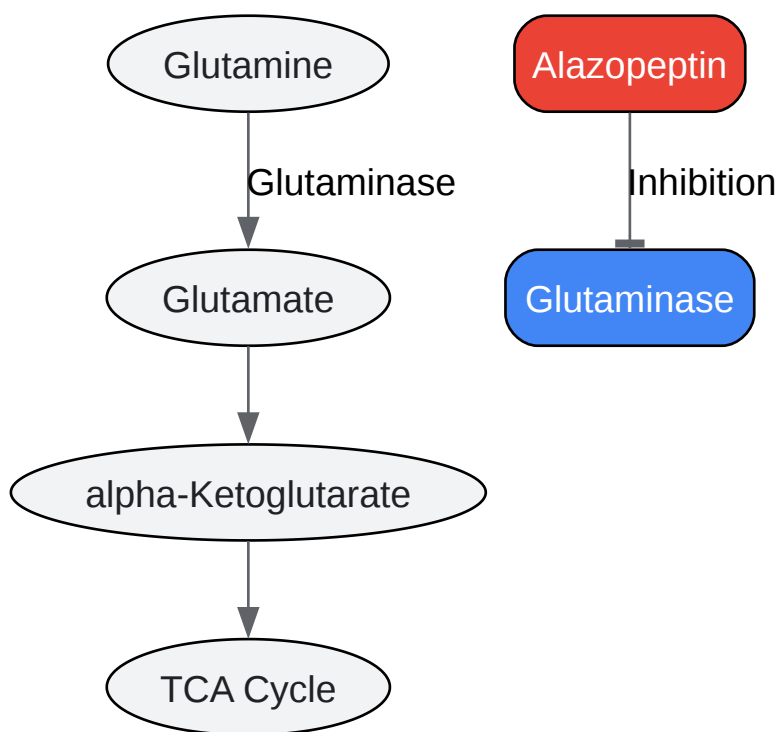 Glutamine
Alazopeptin
Glutaminase
Inhibition
Glutamate
Glutaminase
alpha-Ketoglutarate
TCA Cycle